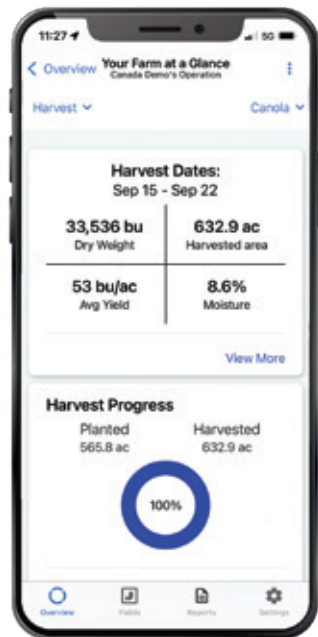 11:27
5G
Overview
Your Farm at a Glance
Canada Demo's Operation
Harvest
Canola
Harvest Dates:
Sep 15 - Sep 22
33,536 bu
Dry Weight
632.9 ac
Harvested area
53 bu/ac
Avg Yield
8.6%
Moisture
View More
Harvest Progress
Planted
565.8 ac
Harvested
632.9 ac
100%
Overview
Fields
Reports
Settings